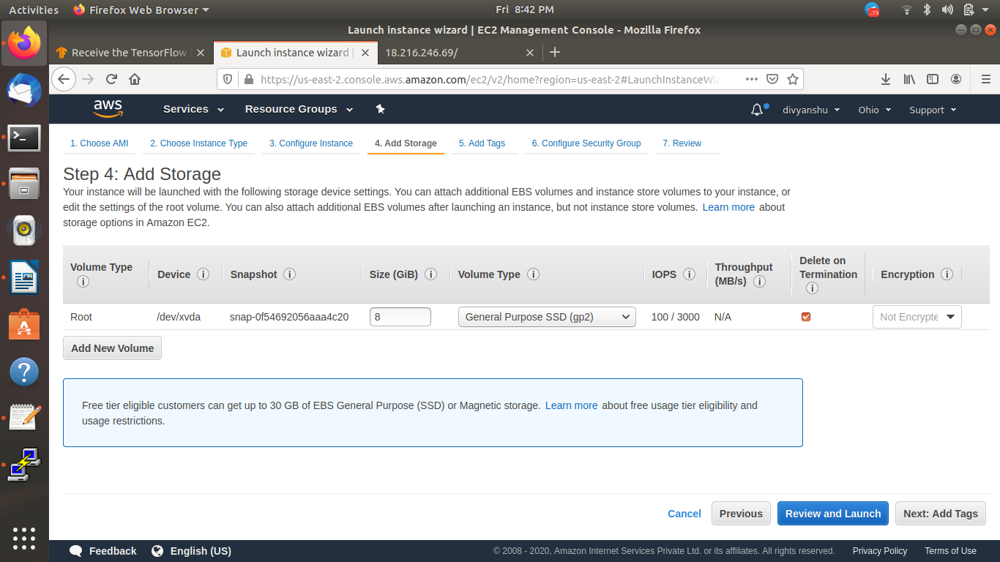 Activities Firefox Web Browser Fri 8:42 PM 73
Launch instance wizard | EC2 Management Console - Mozilla Firefox
Receive the TensorFlow Launch instance wizard | 18.216.246.69/
https://us-east-2.console.aws.amazon.com/ec2/v2/home?region=us-east-2#LaunchInstanceWiz
aws Services Resource Groups divyanshu Ohio Support
1. Choose AMI 2. Choose Instance Type 3. Configure Instance 4. Add Storage 5. Add Tags 6. Configure Security Group 7. Review
Step 4: Add Storage
Your instance will be launched with the following storage device settings. You can attach additional EBS volumes and instance store volumes to your instance, or
edit the settings of the root volume. You can also attach additional EBS volumes after launching an instance, but not instance store volumes. Learn more about
storage options in Amazon EC2.
Volume Type i Device i Snapshot i Size (GiB) i Volume Type i IOPS i Throughput (MB/s) i Delete on Termination i Encryption i
Root /dev/xvda snap-0f54692056aaa4c20 8 General Purpose SSD (gp2) 100 / 3000 N/A Not Encrypte
Add New Volume
Free tier eligible customers can get up to 30 GB of EBS General Purpose (SSD) or Magnetic storage. Learn more about free usage tier eligibility and
usage restrictions.
Cancel Previous Review and Launch Next: Add Tags
Feedback English (US) © 2008 - 2020, Amazon Internet Services Private Ltd. or its affiliates. All rights reserved. Privacy Policy Terms of Use